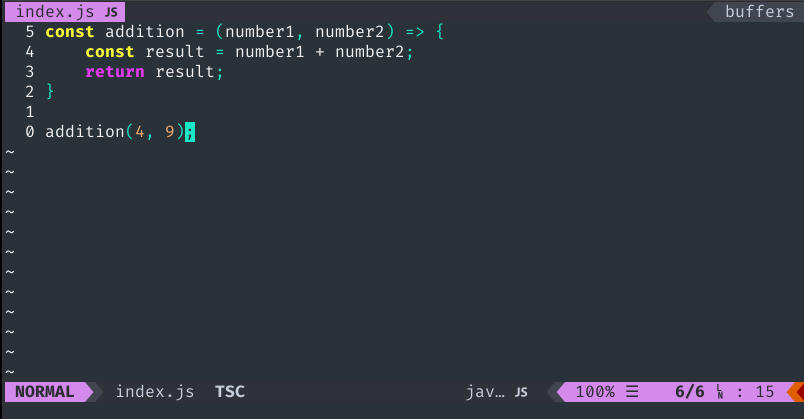 index.js JS buffers
5 const addition = (number1, number2) => {
4     const result = number1 + number2;
3     return result;
2 }
1
0 addition(4, 9);
~
~
~
~
~
~
~
~
~
~
~
~
NORMAL index.js TSC jav… JS 100% ☰ 6/6 LN : 15